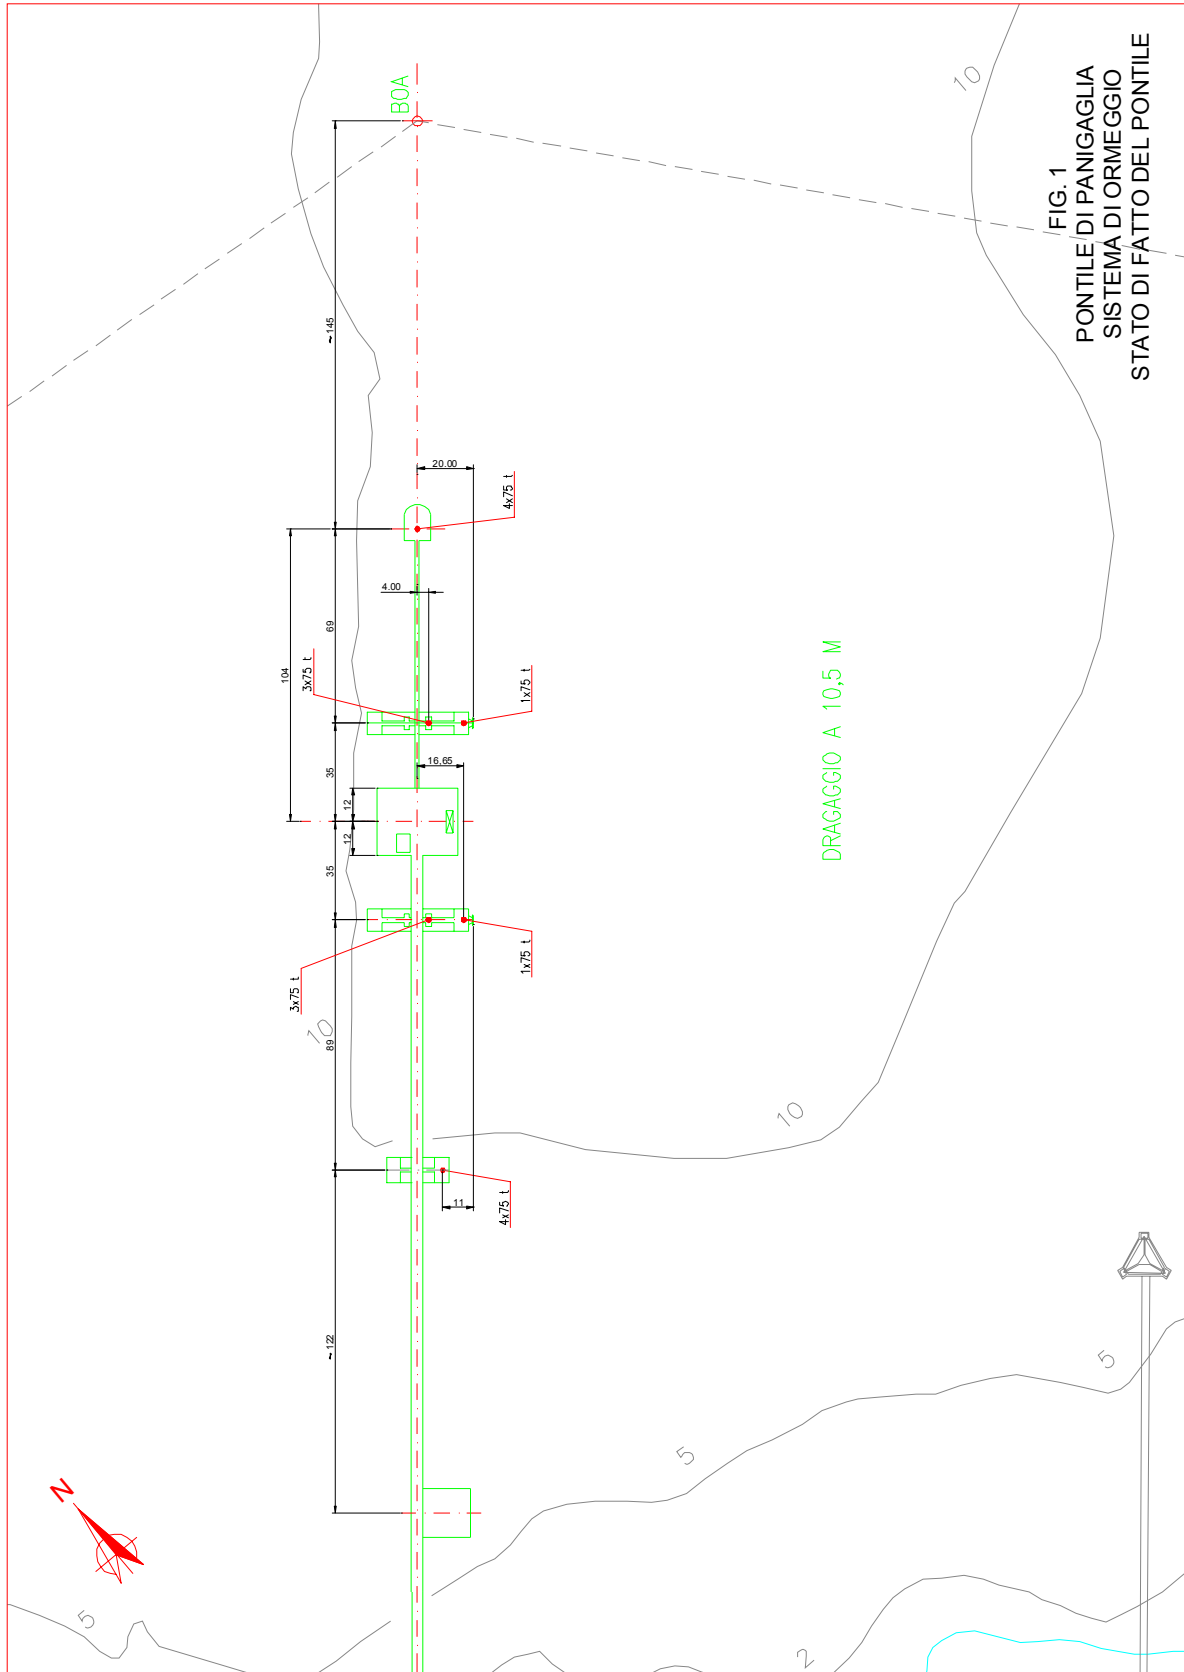 FIG. 1
PONTILE DI PANIGAGLIA
SISTEMA DI ORMEGGIO
STATO DI FATTO DEL PONTILE
BOA
10
~145
20.00
4x75 t
4.00
69
104
3x75 t
1x75 t
35
16,65
12
12
35
DRAGAGGIO A 10,5 M
3x75 t
1x75 t
10
89
10
11
4x75 t
~122
5
5
N
5
2